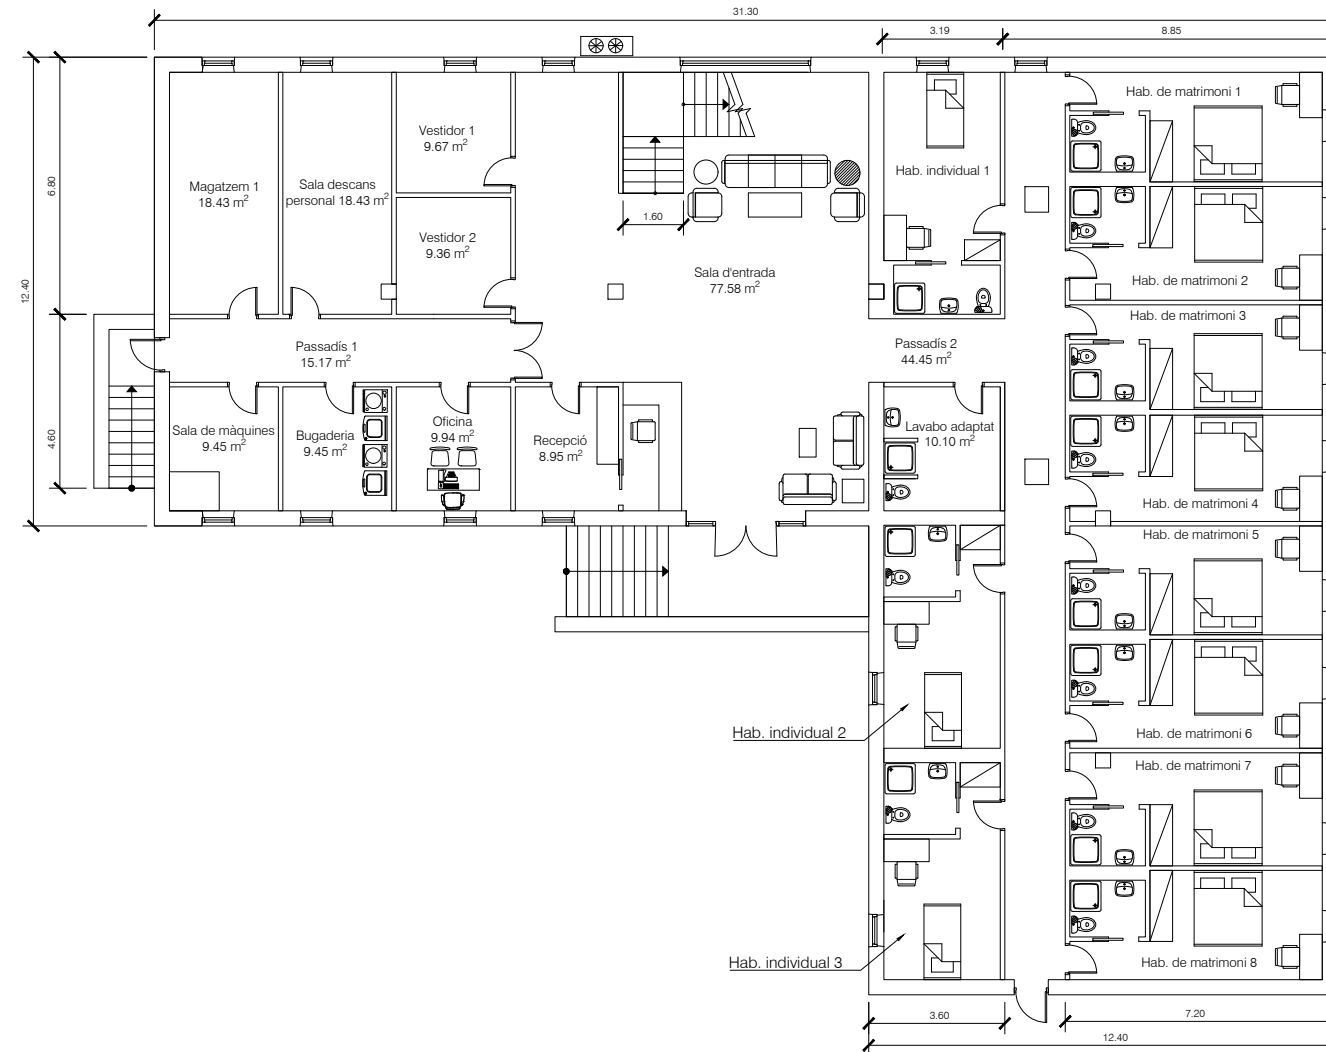 31.30
3.19
8.85
6.80
12.40
4.60
Magatzem 1
18.43 m²
Sala descans
personal 18.43 m²
Vestidor 1
9.67 m²
Vestidor 2
9.36 m²
1.60
Sala d'entrada
77.58 m²
Hab. individual 1
Hab. de matrimoni 1
Hab. de matrimoni 2
Hab. de matrimoni 3
Passadís 1
15.17 m²
Passadís 2
44.45 m²
Sala de màquines
9.45 m²
Bugaderia
9.45 m²
Oficina
9.94 m²
Recepció
8.95 m²
Lavabo adaptat
10.10 m²
Hab. de matrimoni 4
Hab. de matrimoni 5
Hab. individual 2
Hab. de matrimoni 6
Hab. de matrimoni 7
Hab. individual 3
Hab. de matrimoni 8
3.60
7.20
12.40